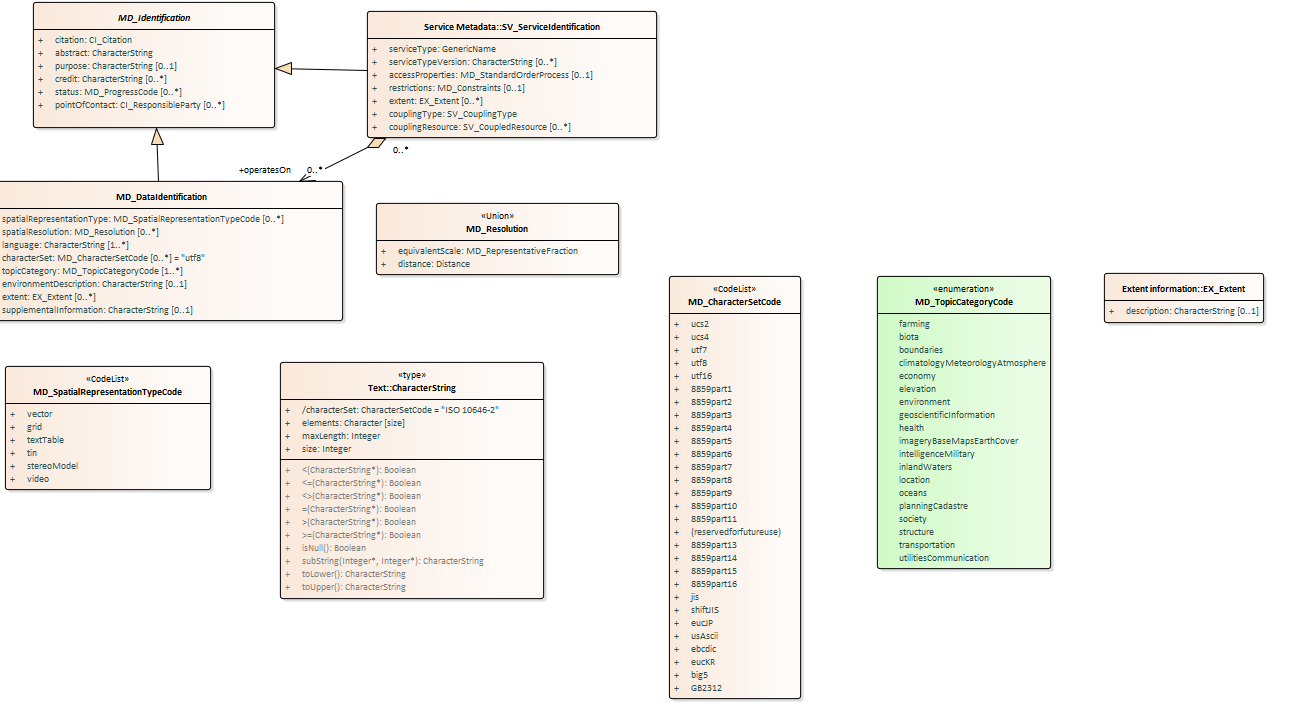 MD_Identification
+ citation: CI_Citation
+ abstract: CharacterString
+ purpose: CharacterString [0..1]
+ credit: CharacterString [0..*]
+ status: MD_ProgressCode [0..*]
+ pointOfContact: CI_ResponsibleParty [0..*]
Service Metadata::SV_ServiceIdentification
+ serviceType: GenericName
+ serviceTypeVersion: CharacterString [0..*]
+ accessProperties: MD_StandardOrderProcess [0..1]
+ restrictions: MD_Constraints [0..1]
+ extent: EX_Extent [0..*]
+ couplingType: SV_CouplingType
+ couplingResource: SV_CoupledResource [0..*]
0..*
+operatesOn 0..*
MD_DataIdentification
spatialRepresentationType: MD_SpatialRepresentationTypeCode [0..*]
spatialResolution: MD_Resolution [0..*]
language: CharacterString [1..*]
characterSet: MD_CharacterSetCode [0..*] = "utf8"
topicCategory: MD_TopicCategoryCode [1..*]
environmentDescription: CharacterString [0..1]
extent: EX_Extent [0..*]
supplementalInformation: CharacterString [0..1]
«Union»
MD_Resolution
+ equivalentScale: MD_RepresentativeFraction
+ distance: Distance
«CodeList»
MD_SpatialRepresentationTypeCode
+ vector
+ grid
+ textTable
+ tin
+ stereoModel
+ video
«type»
Text::CharacterString
+ /characterSet: CharacterSetCode = "ISO 10646-2"
+ elements: Character [size]
+ maxLength: Integer
+ size: Integer
+ <(CharacterString*): Boolean
+ <=(CharacterString*): Boolean
+ <>(CharacterString*): Boolean
+ =(CharacterString*): Boolean
+ >(CharacterString*): Boolean
+ >=(CharacterString*): Boolean
+ isNull(): Boolean
+ subString(Integer*, Integer*): CharacterString
+ toLower(): CharacterString
+ toUpper(): CharacterString
«CodeList»
MD_CharacterSetCode
+ ucs2
+ ucs4
+ utf7
+ utf8
+ utf16
+ 8859part1
+ 8859part2
+ 8859part3
+ 8859part4
+ 8859part5
+ 8859part6
+ 8859part7
+ 8859part8
+ 8859part9
+ 8859part10
+ 8859part11
+ (reservedforfutureuse)
+ 8859part13
+ 8859part14
+ 8859part15
+ 8859part16
+ jis
+ shiftJIS
+ eucJP
+ usAscii
+ ebcdic
+ eucKR
+ big5
+ GB2312
«enumeration»
MD_TopicCategoryCode
farming
biota
boundaries
climatologyMeteorologyAtmosphere
economy
elevation
environment
geoscientificInformation
health
imageryBaseMapsEarthCover
intelligenceMilitary
inlandWaters
location
oceans
planningCadastre
society
structure
transportation
utilitiesCommunication
Extent information::EX_Extent
+ description: CharacterString [0..1]